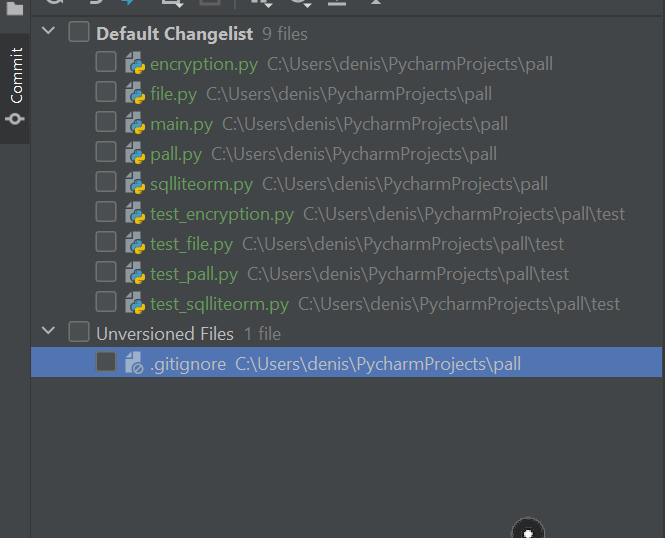 Commit
Default Changelist 9 files
encryption.py C:\Users\denis\PycharmProjects\pall
file.py C:\Users\denis\PycharmProjects\pall
main.py C:\Users\denis\PycharmProjects\pall
pall.py C:\Users\denis\PycharmProjects\pall
sqlliteorm.py C:\Users\denis\PycharmProjects\pall
test_encryption.py C:\Users\denis\PycharmProjects\pall\test
test_file.py C:\Users\denis\PycharmProjects\pall\test
test_pall.py C:\Users\denis\PycharmProjects\pall\test
test_sqlliteorm.py C:\Users\denis\PycharmProjects\pall\test
Unversioned Files 1 file
.gitignore C:\Users\denis\PycharmProjects\pall